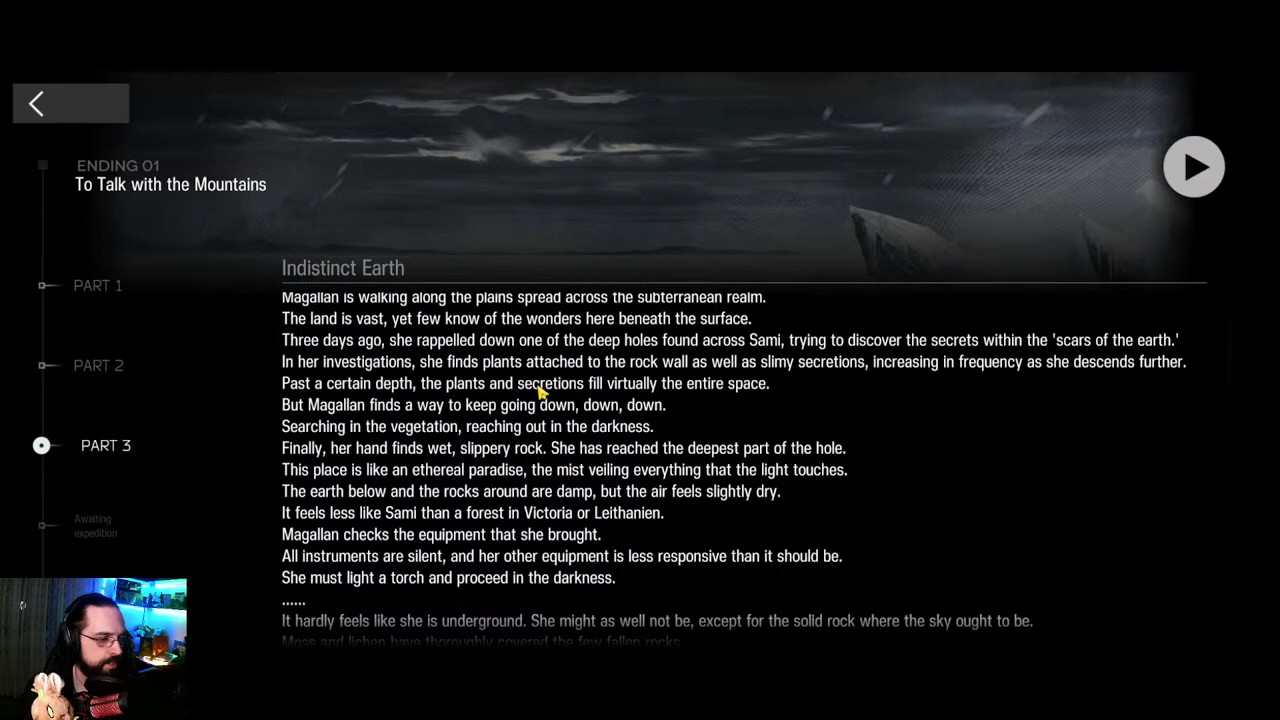 ENDING 01
To Talk with the Mountains
Indistinct Earth
PART 1
PART 2
PART 3
Awaiting
expedition
Magallan is walking along the plains spread across the subterranean realm.
The land is vast, yet few know of the wonders here beneath the surface.
Three days ago, she rappelled down one of the deep holes found across Sami, trying to discover the secrets within the 'scars of the earth.'
In her investigations, she finds plants attached to the rock wall as well as slimy secretions, increasing in frequency as she descends further.
Past a certain depth, the plants and secretions fill virtually the entire space.
But Magallan finds a way to keep going down, down, down.
Searching in the vegetation, reaching out in the darkness.
Finally, her hand finds wet, slippery rock. She has reached the deepest part of the hole.
This place is like an ethereal paradise, the mist veiling everything that the light touches.
The earth below and the rocks around are damp, but the air feels slightly dry.
It feels less like Sami than a forest in Victoria or Leithanien.
Magallan checks the equipment that she brought.
All instruments are silent, and her other equipment is less responsive than it should be.
She must light a torch and proceed in the darkness.
......
It hardly feels like she is underground. She might as well not be, except for the solid rock where the sky ought to be.
Moss and lichen have thoroughly covered the few fallen rocks.